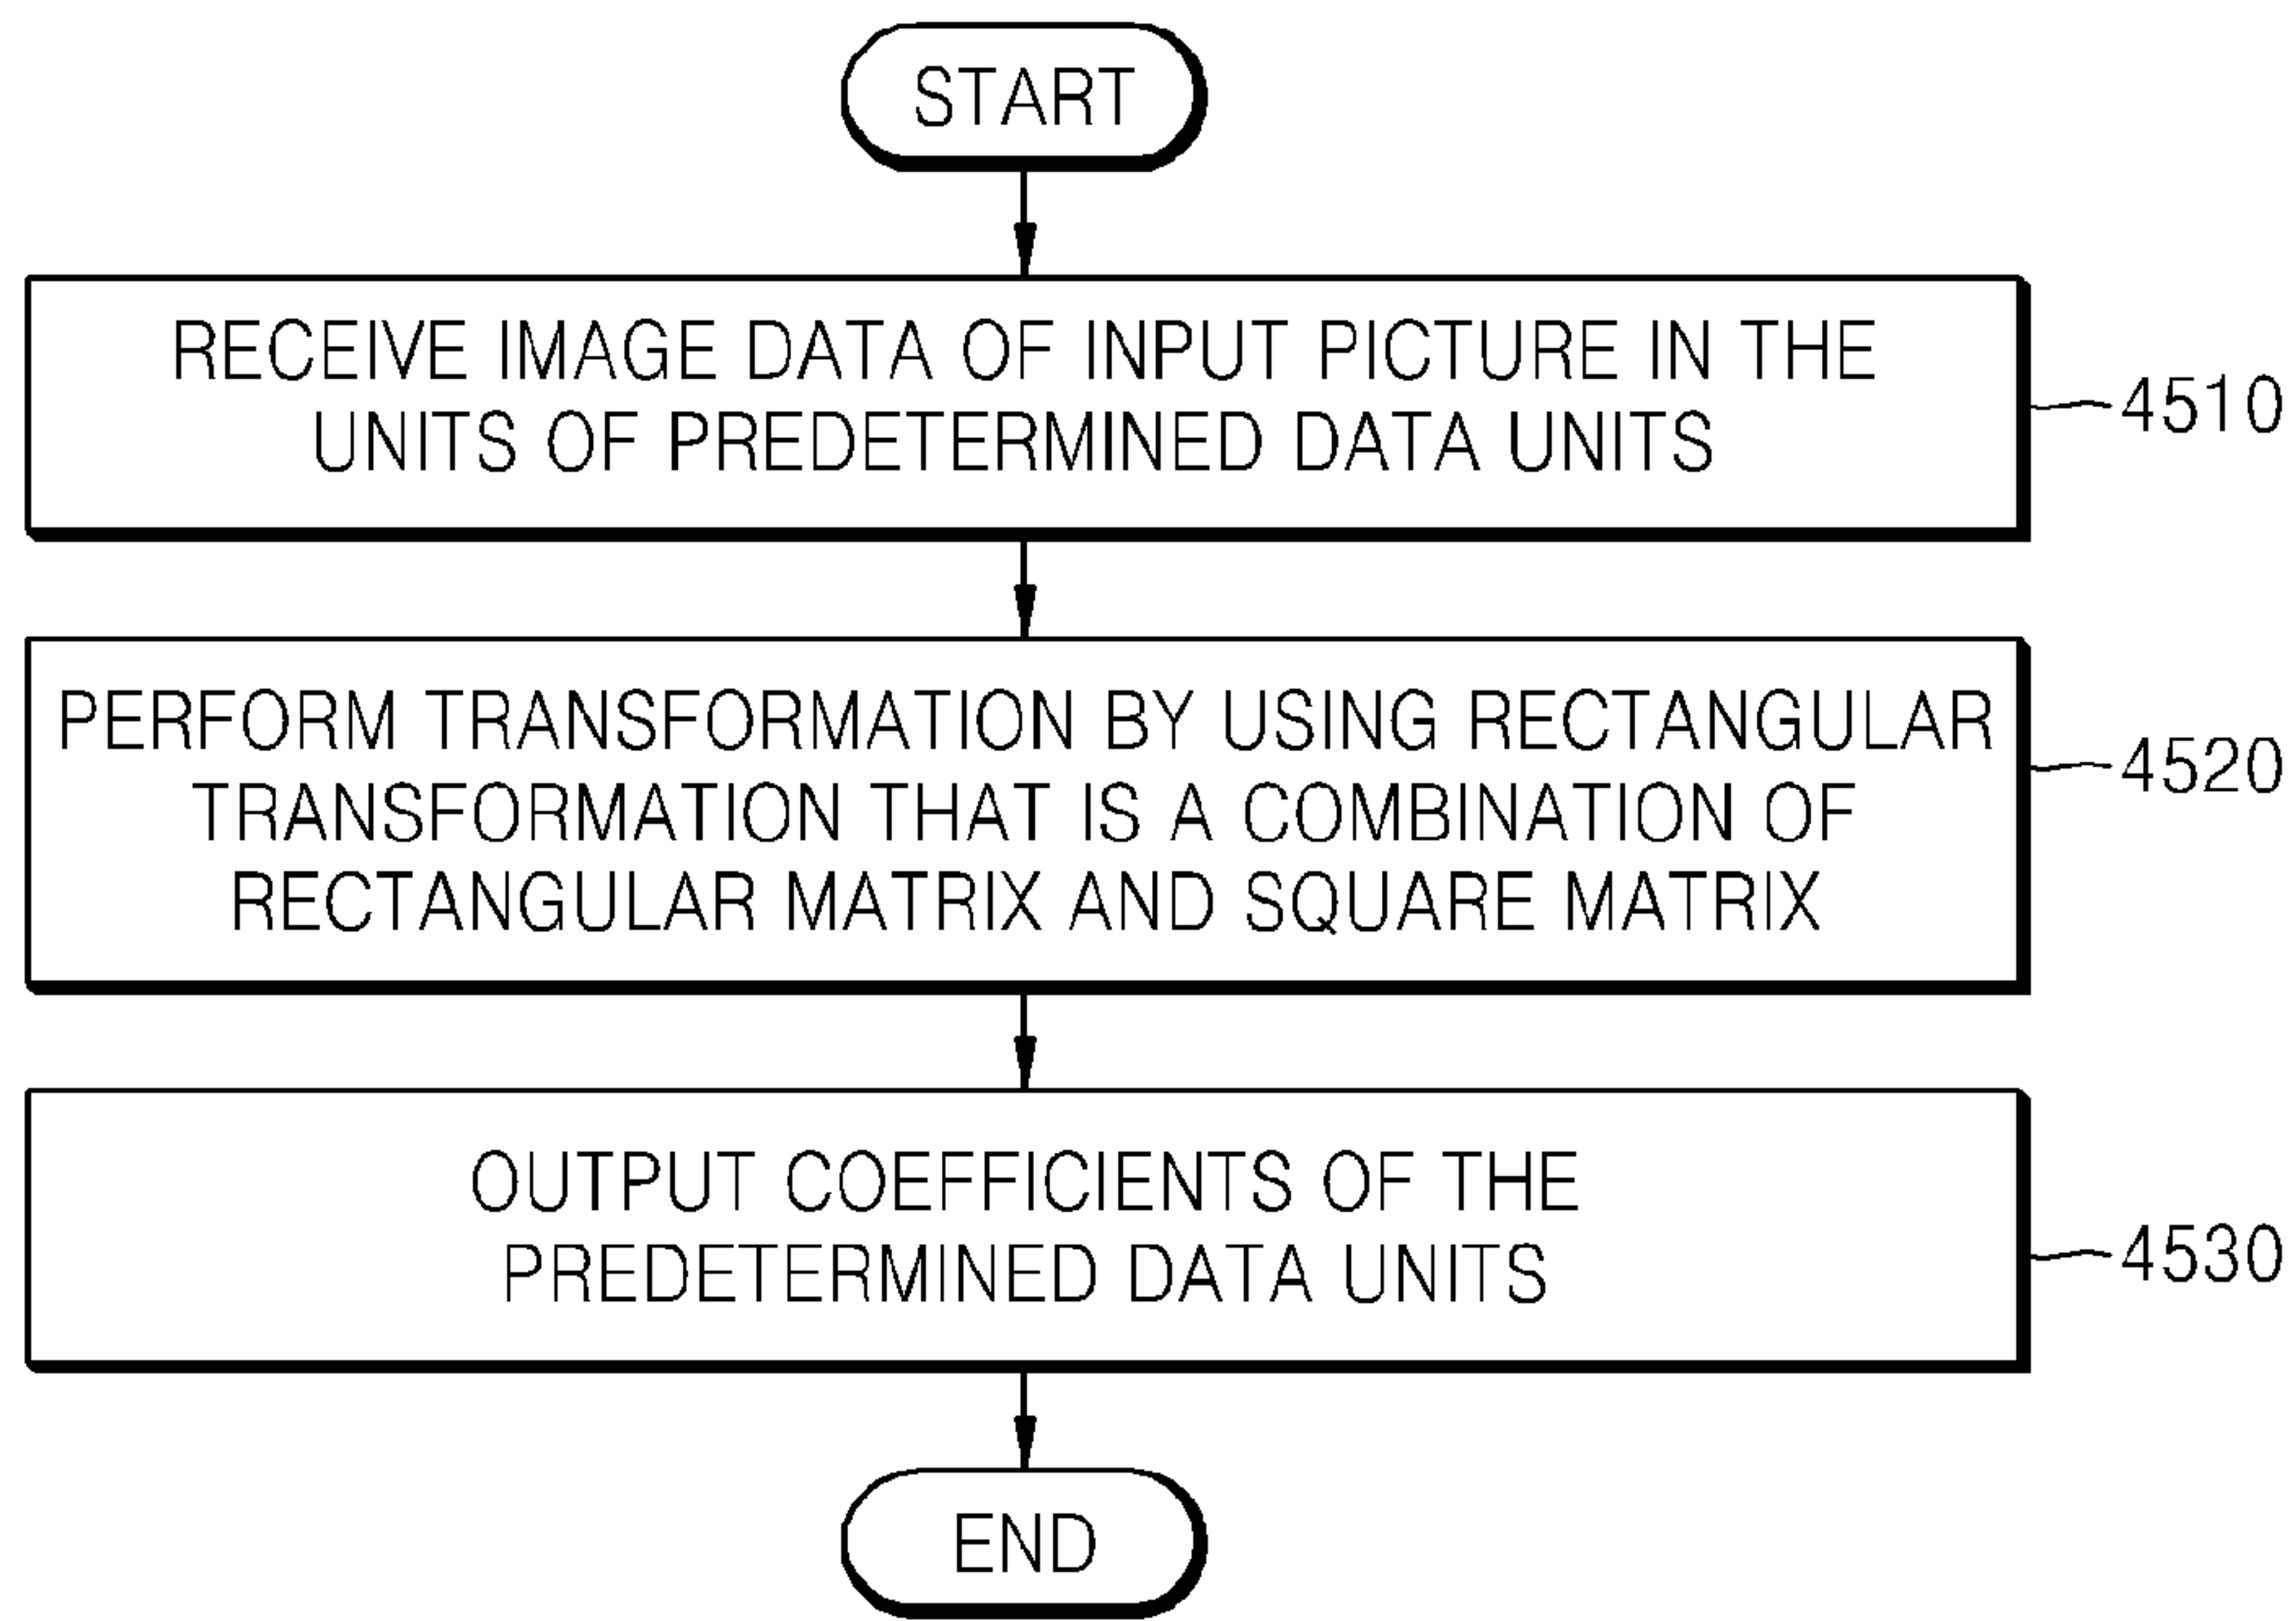 START
RECEIVE IMAGE DATA OF INPUT PICTURE IN THE
UNITS OF PREDETERMINED DATA UNITS
4510
PERFORM TRANSFORMATION BY USING RECTANGULAR
TRANSFORMATION THAT IS A COMBINATION OF
RECTANGULAR MATRIX AND SQUARE MATRIX
4520
OUTPUT COEFFICIENTS OF THE
PREDETERMINED DATA UNITS
4530
END